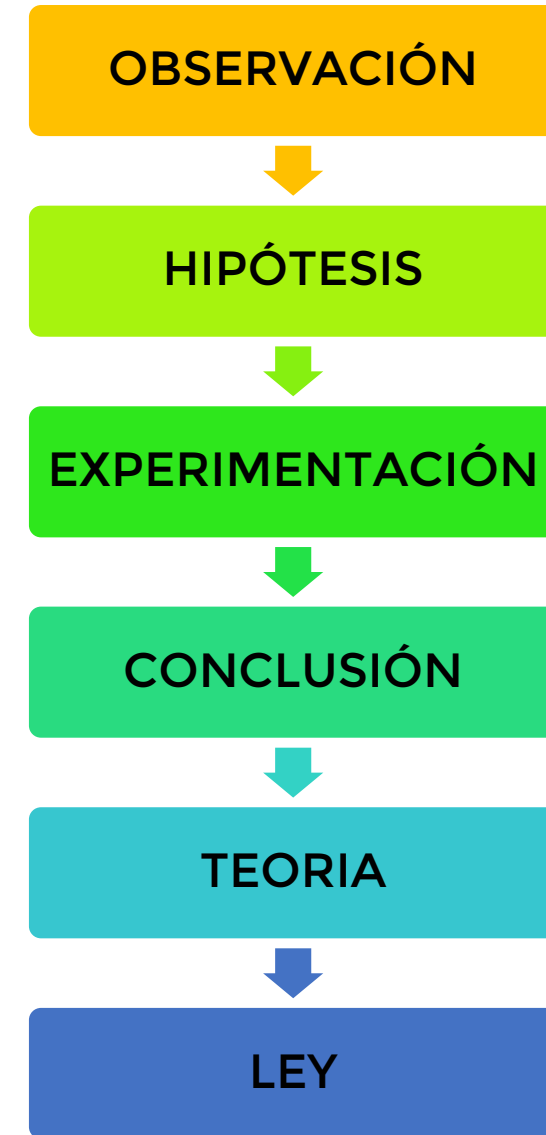 OBSERVACIÓN
HIPÓTESIS
EXPERIMENTACIÓN
CONCLUSIÓN
TEORIA
LEY